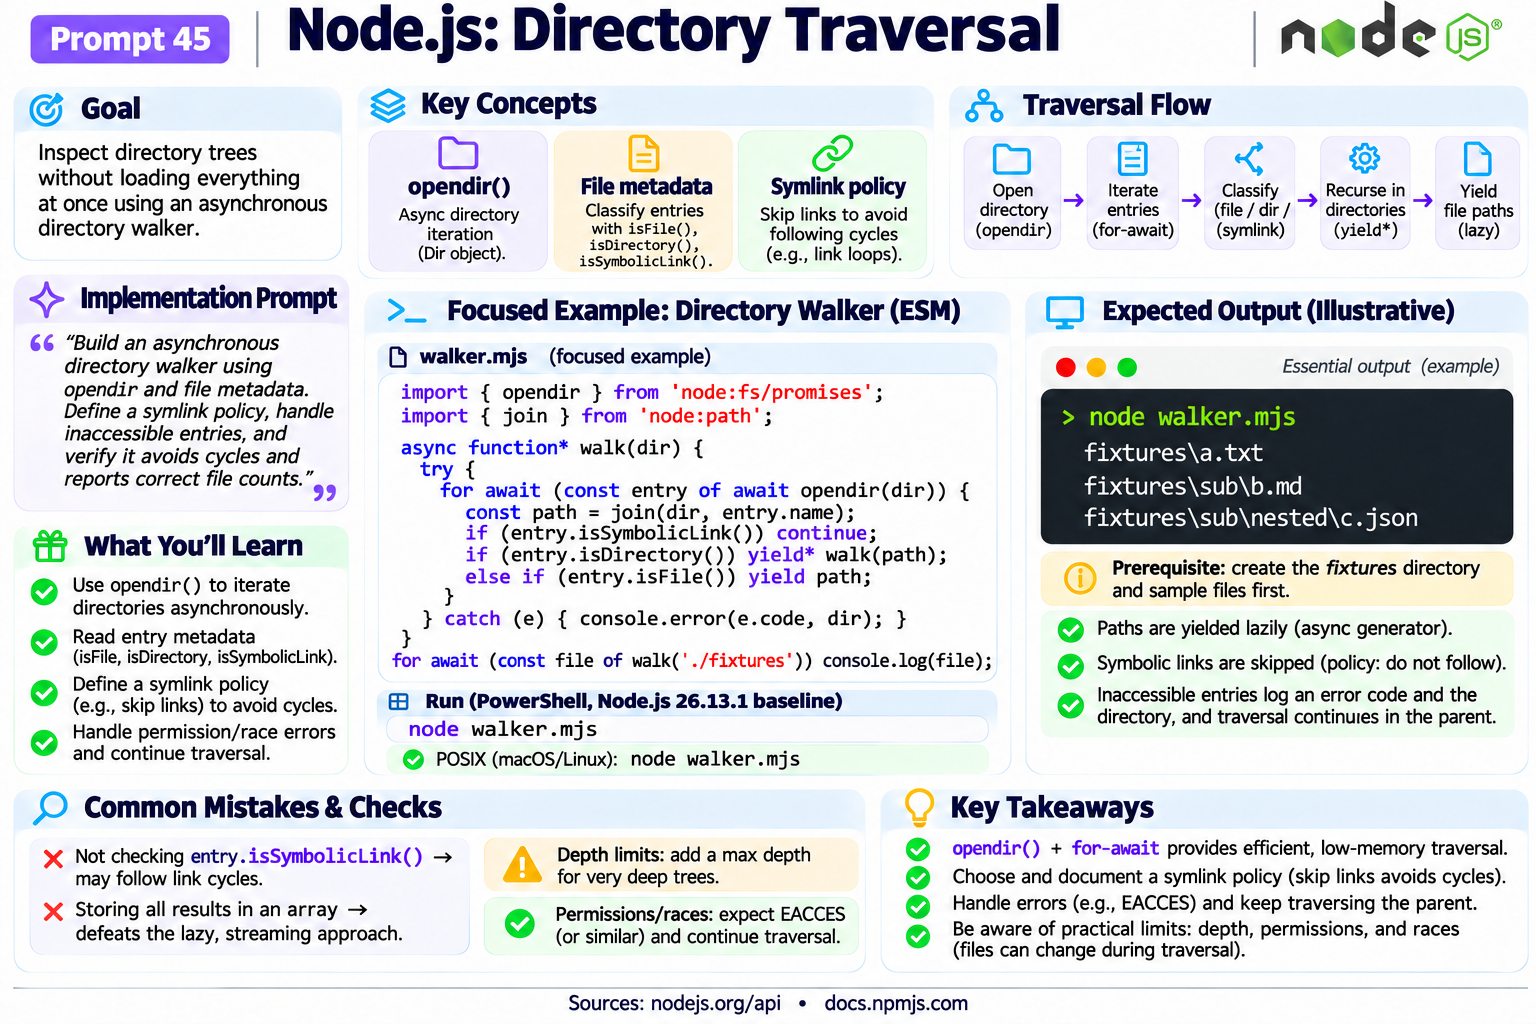 Prompt 45
Node.js: Directory Traversal
node JS ®
Goal
Inspect directory trees
without loading everything
at once using an asynchronous
directory walker.
Key Concepts
opendir()
Async directory
iteration
(Dir object).
File metadata
Classify entries
with isFile(),
isDirectory(),
isSymbolicLink().
Symlink policy
Skip links to avoid
following cycles
(e.g., link loops).
Traversal Flow
Open
directory
(opendir)
→
Iterate
entries
(for-await)
→
Classify
(file / dir /
(symlink)
→
Recurse in
directories
(yield*)
→
Yield
file paths
(lazy)
Implementation Prompt
“Build an asynchronous
directory walker using
opendir and file metadata.
Define a symlink policy, handle
inaccessible entries, and
verify it avoids cycles and
reports correct file counts.”
What You’ll Learn
Use opendir() to iterate
directories asynchronously.
Read entry metadata
(isFile, isDirectory, isSymbolicLink).
Define a symlink policy
(e.g., skip links) to avoid cycles.
Handle permission/race errors
and continue traversal.
>_ Focused Example: Directory Walker (ESM)
walker.mjs (focused example)
import { opendir } from 'node:fs/promises';
import { join } from 'node:path';
async function* walk(dir) {
try {
for await (const entry of await opendir(dir)) {
const path = join(dir, entry.name);
if (entry.isSymbolicLink()) continue;
if (entry.isDirectory()) yield* walk(path);
else if (entry.isFile()) yield path;
}
} catch (e) { console.error(e.code, dir); }
}
for await (const file of walk('./fixtures')) console.log(file);
Run (PowerShell, Node.js 26.13.1 baseline)
node walker.mjs
POSIX (macOS/Linux): node walker.mjs
Expected Output (Illustrative)
Essential output (example)
> node walker.mjs
fixtures\a.txt
fixtures\sub\b.md
fixtures\sub\nested\c.json
Prerequisite: create the fixtures directory
and sample files first.
Paths are yielded lazily (async generator).
Symbolic links are skipped (policy: do not follow).
Inaccessible entries log an error code and the
directory, and traversal continues in the parent.
Common Mistakes & Checks
Not checking entry.isSymbolicLink() →
may follow link cycles.
Storing all results in an array →
defeats the lazy, streaming approach.
Depth limits: add a max depth
for very deep trees.
Permissions/races: expect EACCES
(or similar) and continue traversal.
Key Takeaways
opendir() + for-await provides efficient, low-memory traversal.
Choose and document a symlink policy (skip links avoids cycles).
Handle errors (e.g., EACCES) and keep traversing the parent.
Be aware of practical limits: depth, permissions, and races
(files can change during traversal).
Sources: nodejs.org/api • docs.npmjs.com